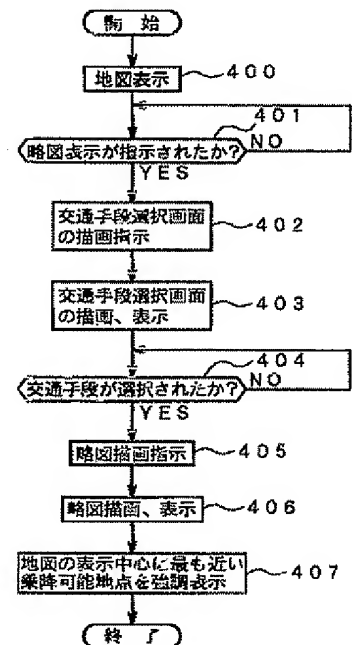 開 始
地図表示
400
401
略図表示が指示されたか?
NO
YES
交通手段選択画面
の描画指示
402
交通手段選択画面
の描画、表示
403
404
交通手段が選択されたか?
NO
YES
略図描画指示
405
略図描画、表示
406
地図の表示中心に最も近い
乗降可能地点を強調表示
407
終 了